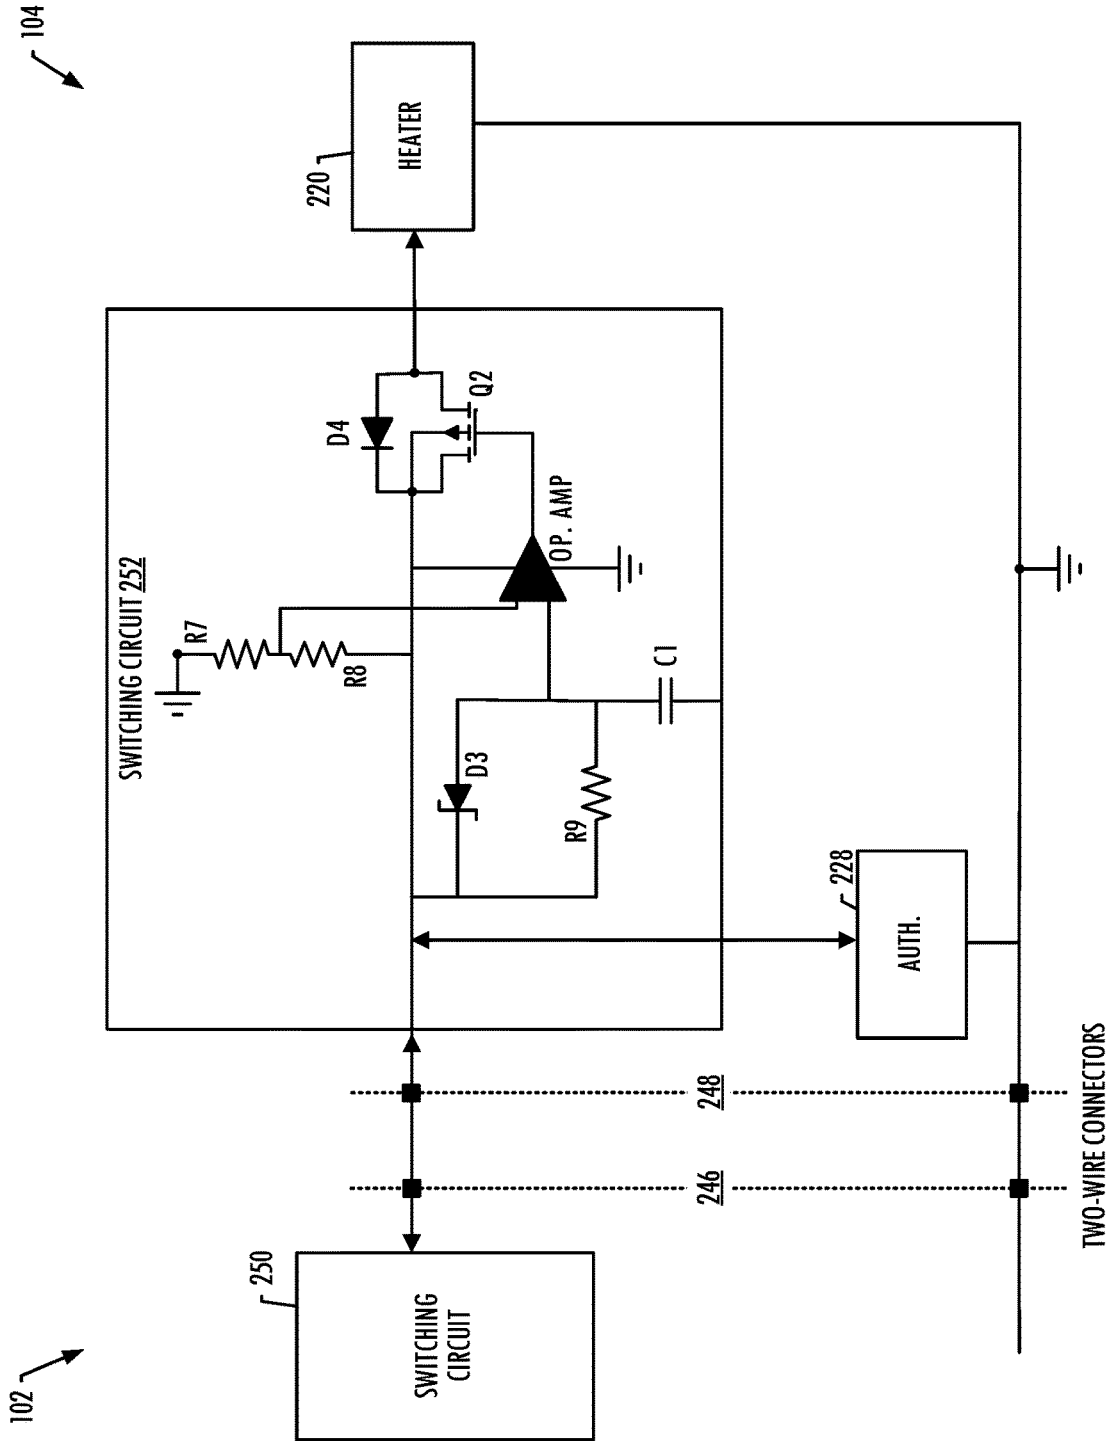 102
104
SWITCHING
CIRCUIT
250
246
248
TWO-WIRE CONNECTORS
SWITCHING CIRCUIT 252
R7
R8
D3
R9
C1
OP. AMP
D4
Q2
AUTH.
228
HEATER
220